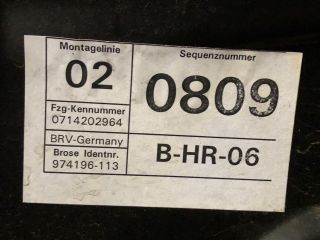 Montagelinie
02
Sequenznummer
0809
Fzg-Kennummer
0714202964
BRV-Germany
Brose Identnr.
974196-113
B-HR-06